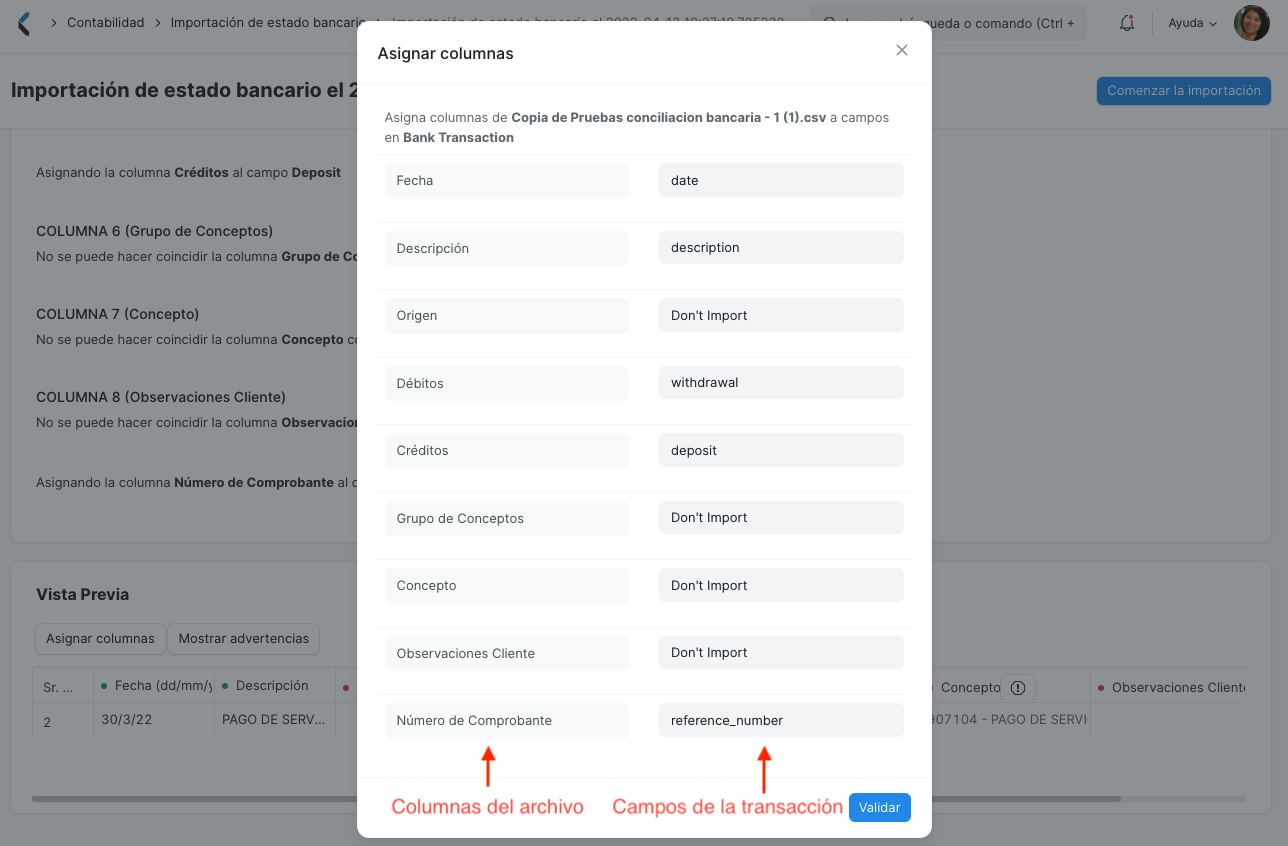 Contabilidad
Importación de estado bancario
Importación de estado bancario el 2022-04-13
queda o comando (Ctrl +
Ayuda
Importación de estado bancario el 2
Comenzar la importación
Asignar columnas
Asigna columnas de Copia de Pruebas conciliacion bancaria - 1 (1).csv a campos
en Bank Transaction
Asignando la columna Créditos al campo Deposit
COLUMNA 6 (Grupo de Conceptos)
No se puede hacer coincidir la columna Grupo de Co
COLUMNA 7 (Concepto)
No se puede hacer coincidir la columna Concepto co
COLUMNA 8 (Observaciones Cliente)
No se puede hacer coincidir la columna Observacion
Asignando la columna Número de Comprobante al c
Fecha date
Descripción description
Origen Don't Import
Débitos withdrawal
Créditos deposit
Grupo de Conceptos Don't Import
Concepto Don't Import
Observaciones Cliente Don't Import
Número de Comprobante reference_number
Columnas del archivo Campos de la transacción
Validar
Vista Previa
Asignar columnas Mostrar advertencias
Sr. ... Fecha (dd/mm/y Descripción Concepto Observaciones Cliente
2 30/3/22 PAGO DE SERV... 907104 - PAGO DE SERVI